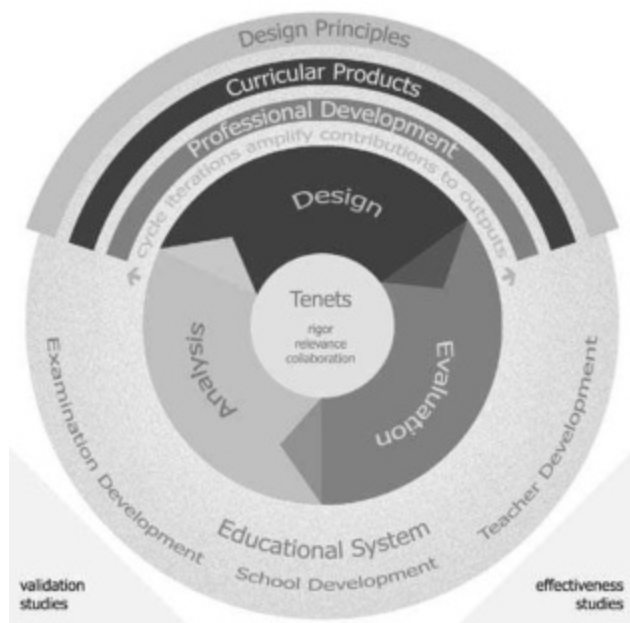 Design Principles
Curricular Products
Professional Development
cycle iterations amplify contributions to outputs
Design
Tenets
rigor
relevance
collaboration
Analysis
Evaluation
Examination Development
Teacher Development
Educational System
School Development
validation
studies
effectiveness
studies